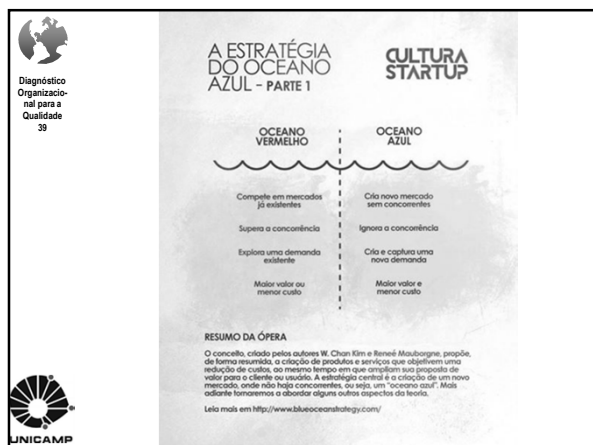 Diagnóstico
Organizacio-
nal para a
Qualidade
39
A ESTRATÉGIA
DO OCEANO
AZUL - PARTE 1
CULTURA
STARTUP
OCEANO
VERMELHO
OCEANO
AZUL
Compete em mercados
já existentes
Cria novo mercado
sem concorrentes
Supera a concorrência
Ignora a concorrência
Explora uma demanda
existente
Cria e captura uma
nova demanda
Maior valor ou
menor custo
Maior valor e
menor custo
RESUMO DA ÓPERA
O conceito, criado pelos autores W. Chan Kim e Reneé Mauborgne, propõe,
de forma resumida, a criação de produtos e serviços que objetivem uma
redução de custos, ao mesmo tempo em que ampliam sua proposta de
valor para o cliente ou usuário. A estratégia central é a criação de um novo
mercado, onde não haja concorrentes, ou seja, um "oceano azul". Mais
adiante tornaremos a abordar alguns outros aspectos da teoria.
Leia mais em http://www.blueoceanstrategy.com/
UNICAMP